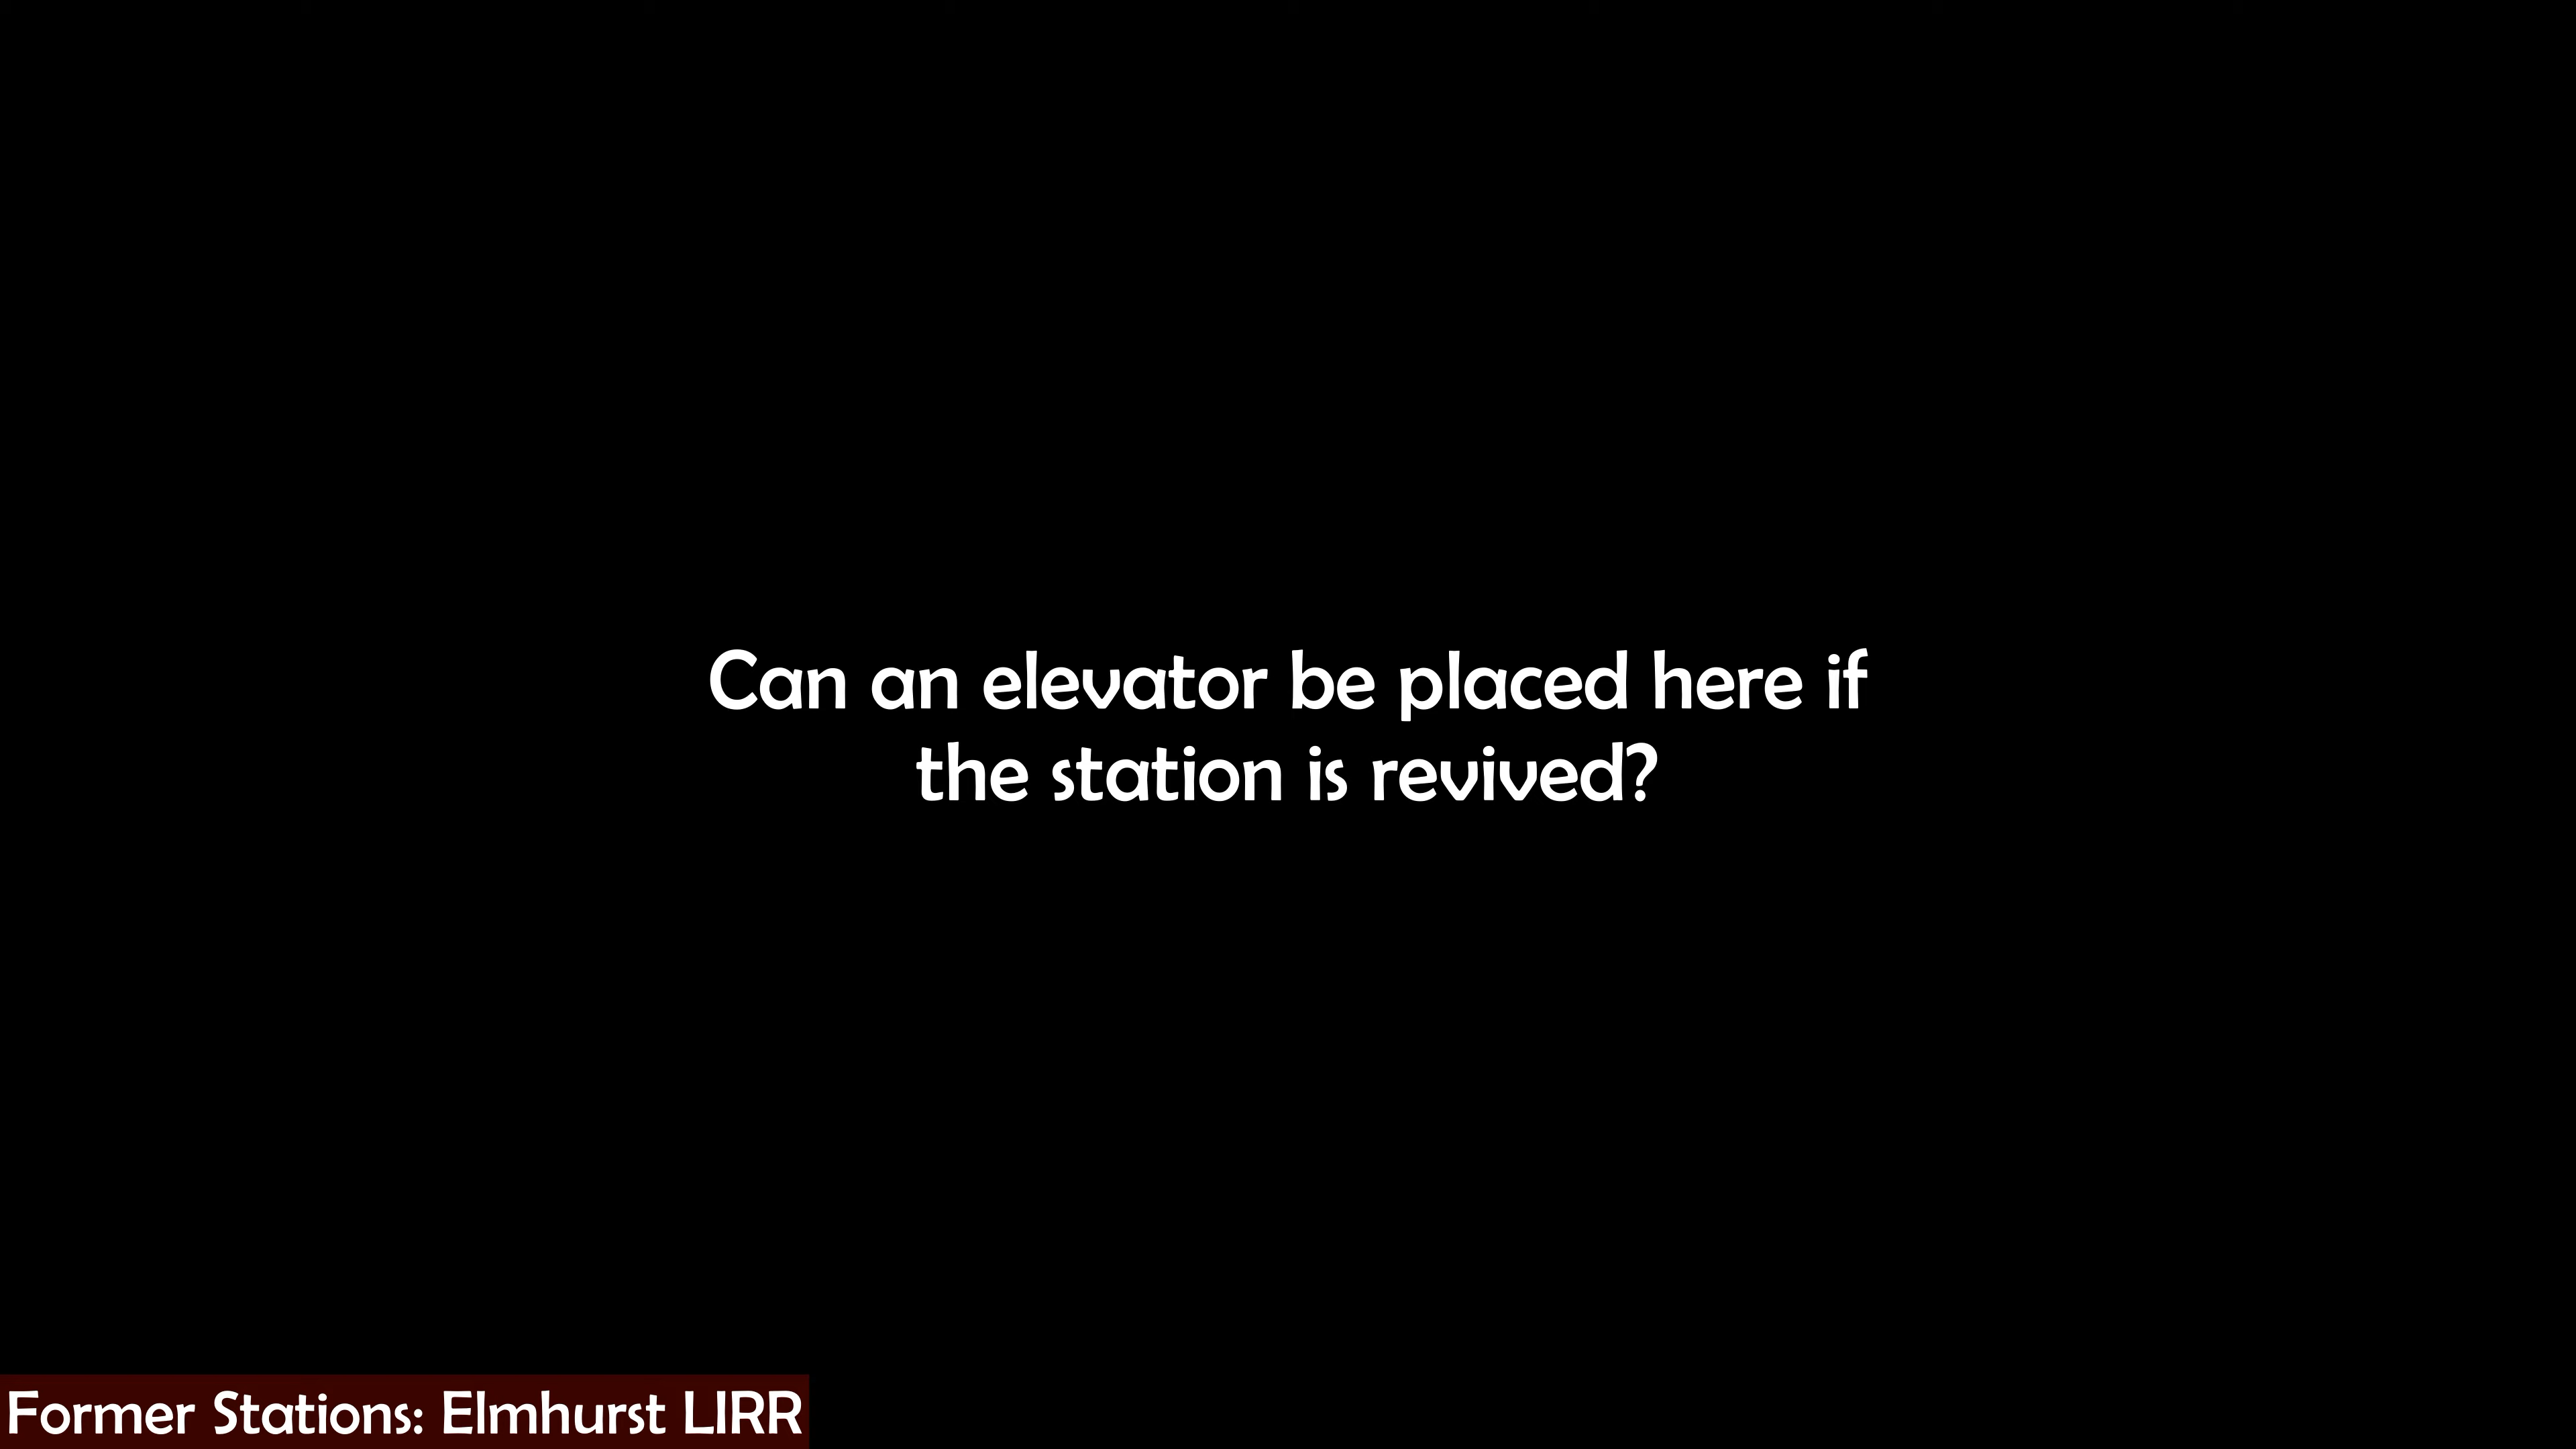 Can an elevator be placed here if
the station is revived?
Former Stations: Elmhurst LIRR